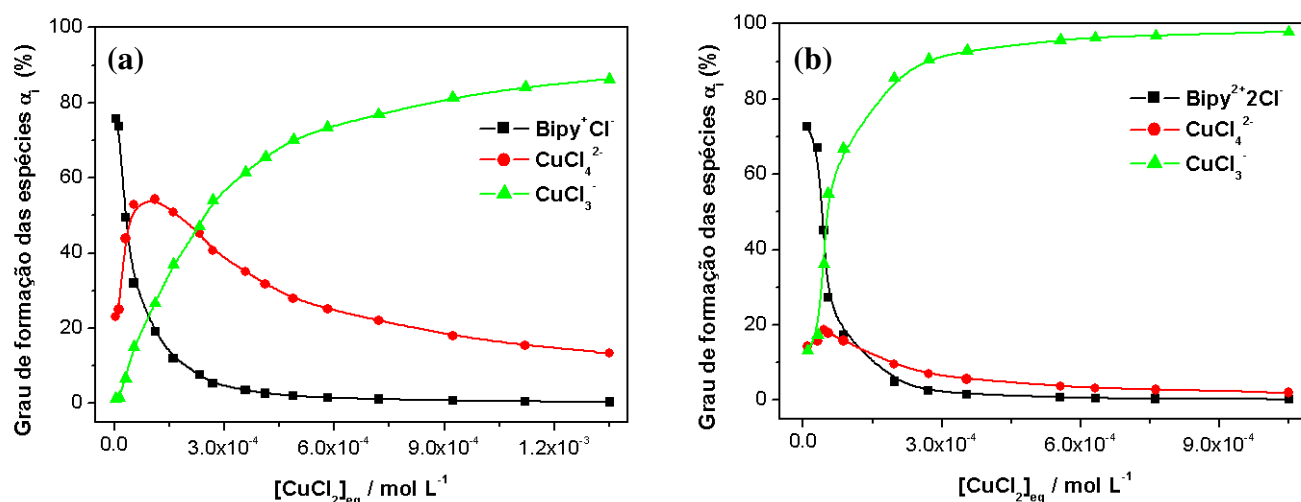 (a)
Grau de formação das espécies αi (%)
100
80
60
40
20
0
Bipy+Cl-
CuCl42-
CuCl3-
0.0
3.0x10-4
6.0x10-4
9.0x10-4
1.2x10-3
[CuCl2]eq / mol L-1
(b)
Grau de formação das espécies αi (%)
100
80
60
40
20
0
Bipy2+2Cl-
CuCl42-
CuCl3-
0.0
3.0x10-4
6.0x10-4
9.0x10-4
[CuCl2]eq / mol L-1